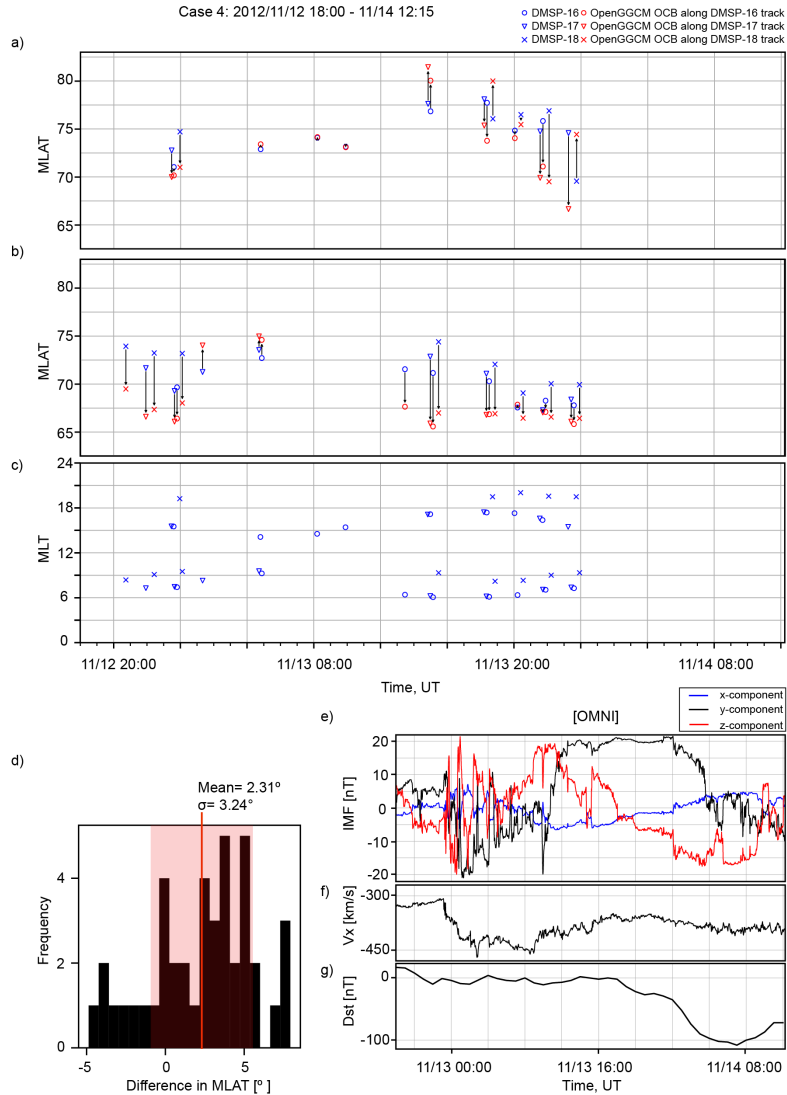 Case 4: 2012/11/12 18:00 - 11/14 12:15
DMSP-16 OpenGGCM OCB along DMSP-16 track
DMSP-17 OpenGGCM OCB along DMSP-17 track
DMSP-18 OpenGGCM OCB along DMSP-18 track
a)
80
75
70
65
MLAT
b)
80
75
70
65
MLAT
c)
24
18
12
6
0
MLT
11/12 20:00 11/13 08:00 11/13 20:00 11/14 08:00
Time, UT
d)
Mean= 2.31º
σ= 3.24°
4
2
0
Frequency
-5 0 5
Difference in MLAT [º ]
x-component
y-component
z-component
e)
[OMNI]
20
10
0
-10
-20
IMF [nT]
f)
-300
-450
Vx [km/s]
g)
0
-100
Dst [nT]
11/13 00:00 11/13 16:00 11/14 08:00
Time, UT